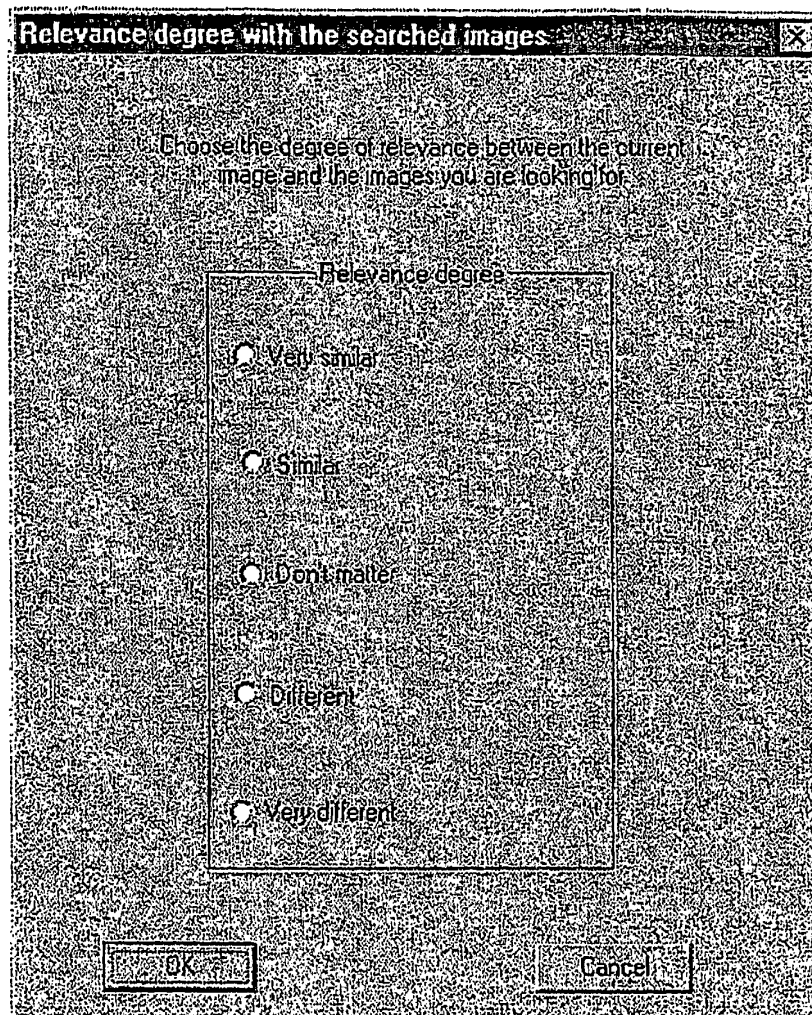 Relevance degree with the searched images
Choose the degree of relevance between the current
image and the images you are looking for
Relevance degree
Very similar
Similar
Don't matter
Different
Very different
OK
Cancel